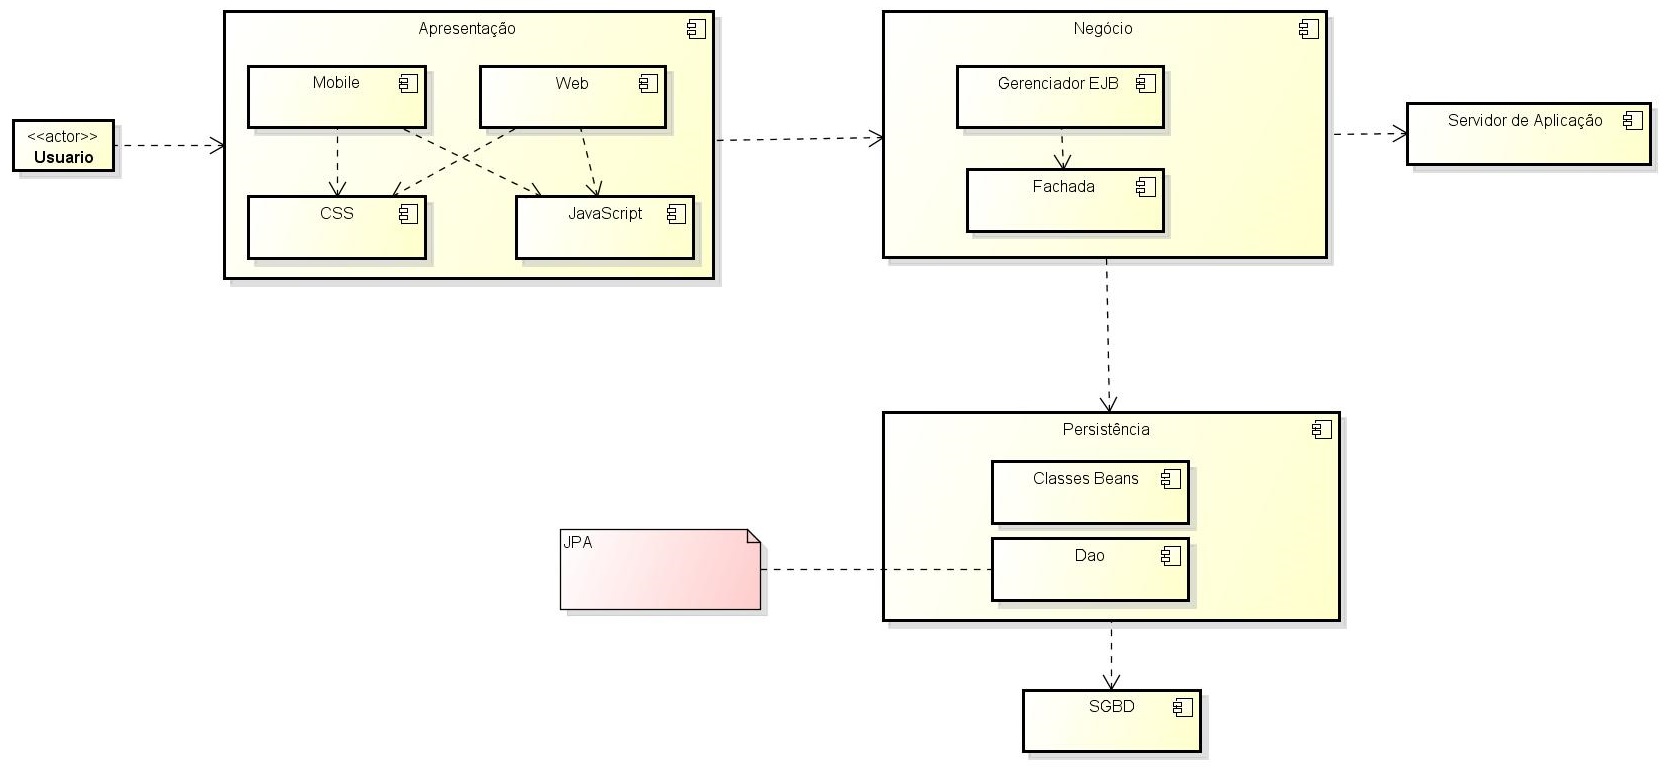 <<actor>>
Usuario
Apresentação
Mobile
Web
CSS
JavaScript
Negócio
Gerenciador EJB
Fachada
Servidor de Aplicação
Persistência
Classes Beans
Dao
JPA
SGBD